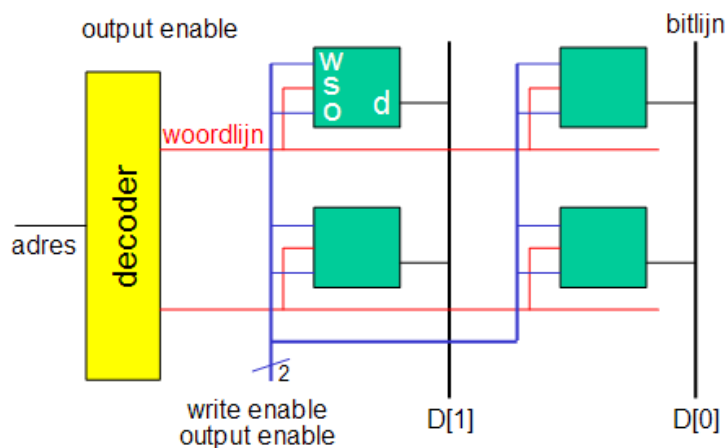 output enable
bitlijn
W
S
O d
woordlijn
decoder
adres
2
write enable
output enable
D[1]
D[0]